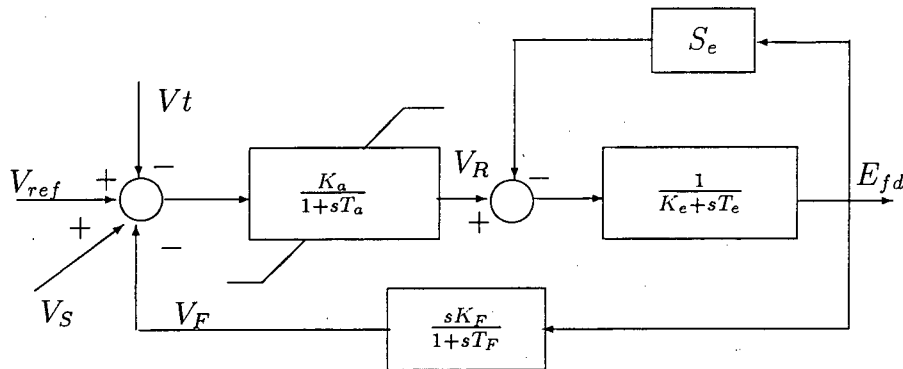 S_e
Vt
V_ref
+
−
+
−
K_a / 1+sT_a
V_R
+
−
1 / K_e+sT_e
E_fd
V_S
V_F
sK_F / 1+sT_F